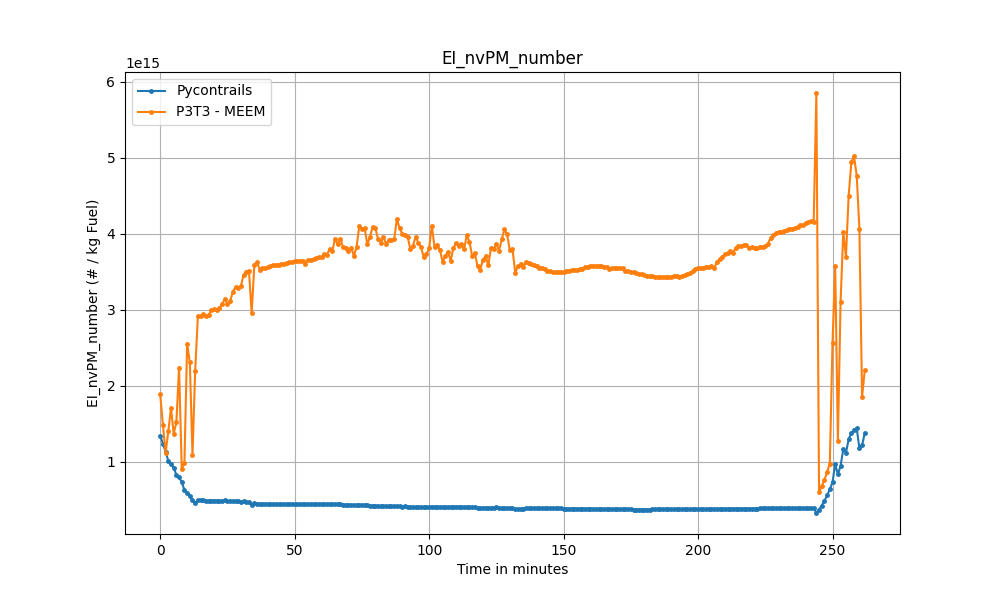 EI_nvPM_number
1e15
Pycontrails
P3T3 - MEEM
6
5
4
3
2
1
EI_nvPM_number (# / kg Fuel)
0 50 100 150 200 250
Time in minutes